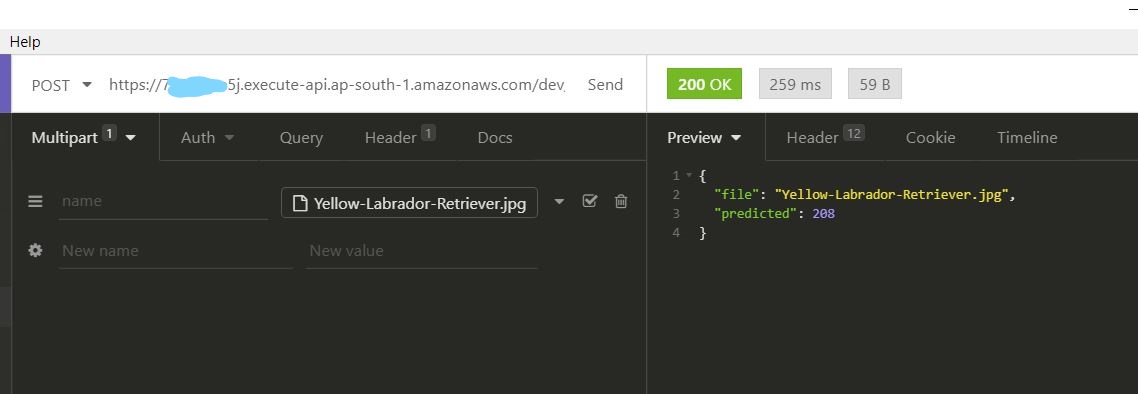 Help
POST https://7 5j.execute-api.ap-south-1.amazonaws.com/dev Send 200 OK 259 ms 59 B
Multipart 1 Auth Query Header 1 Docs Preview Header 12 Cookie Timeline
name Yellow-Labrador-Retriever.jpg
New name New value
1 {
2 "file": "Yellow-Labrador-Retriever.jpg",
3 "predicted": 208
4 }